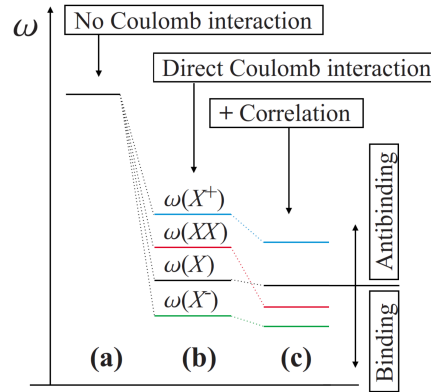 ω
No Coulomb interaction
Direct Coulomb interaction
+ Correlation
ω(X⁺)
ω(XX)
ω(X)
ω(X⁻)
Antibinding
Binding
(a)
(b)
(c)